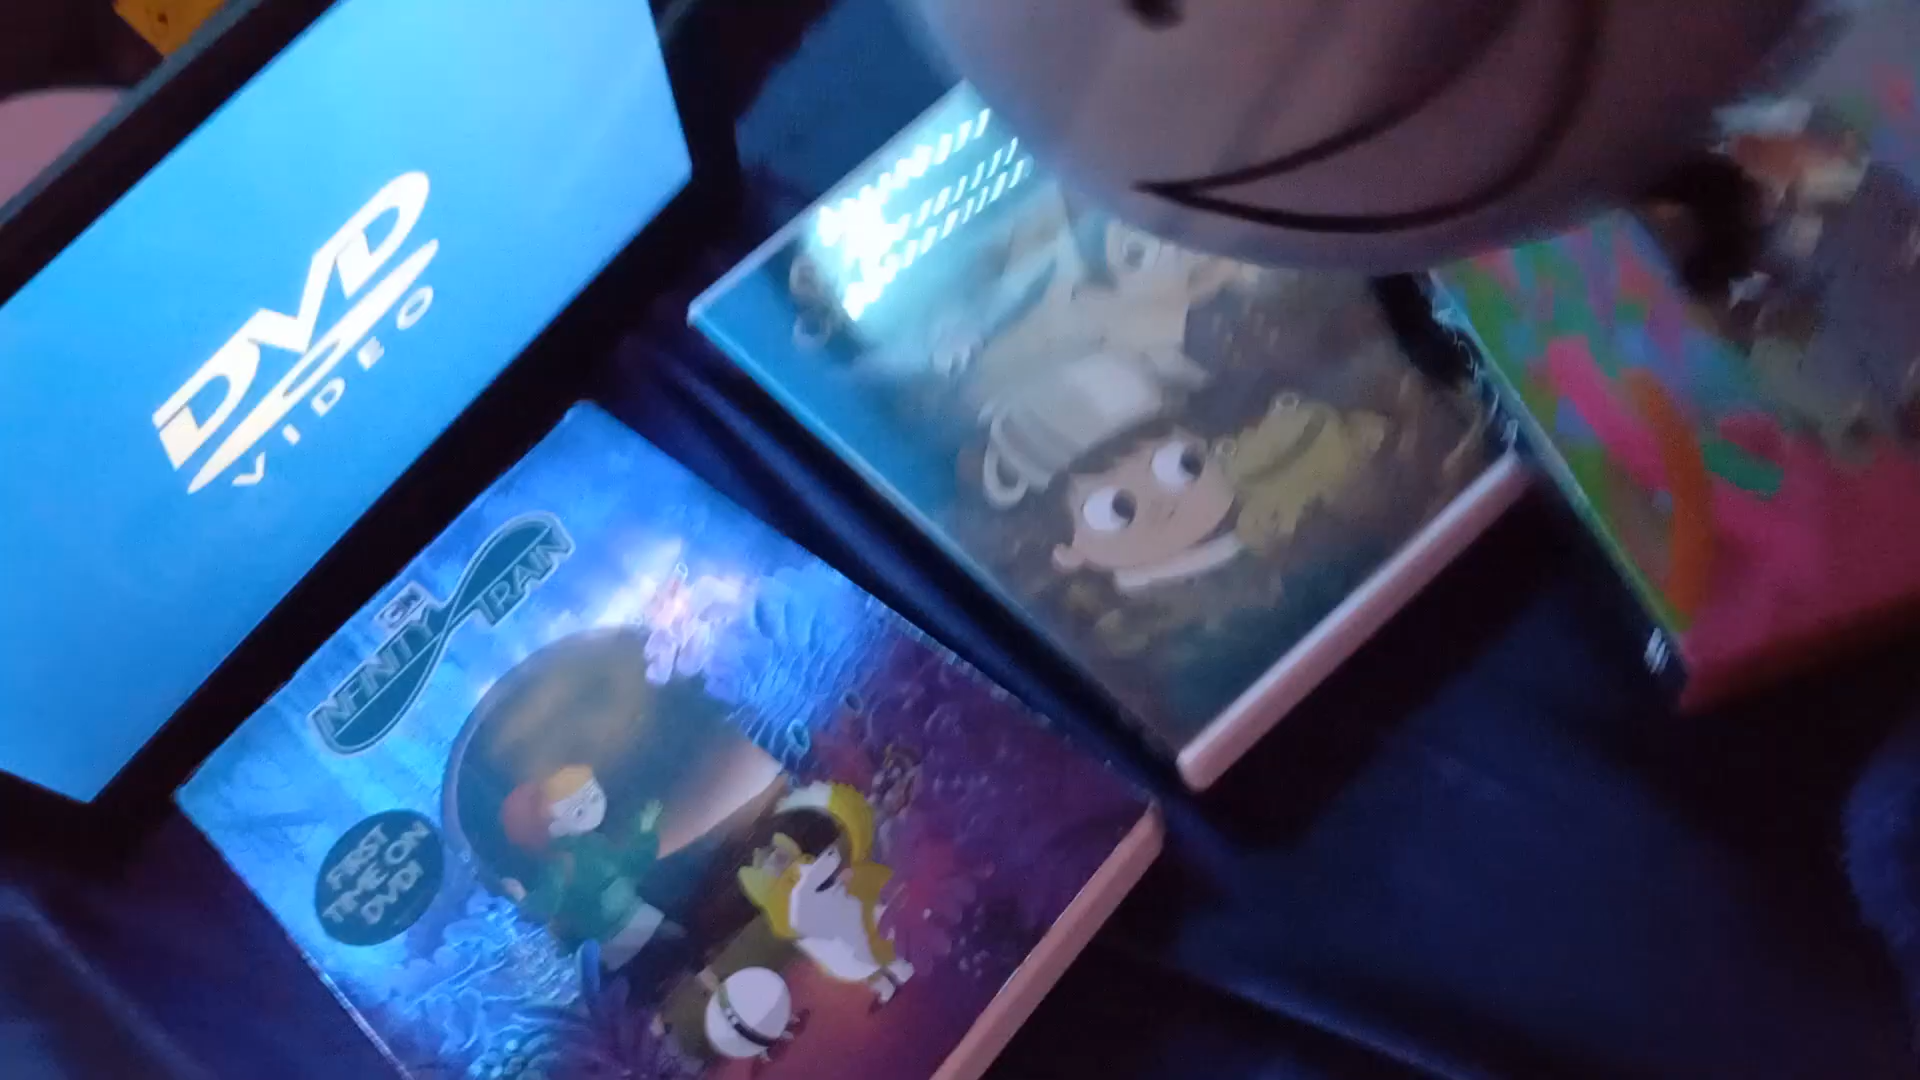 DVD
VIDEO
CN
INFINITY TRAIN
FIRST
TIME ON
DVD!